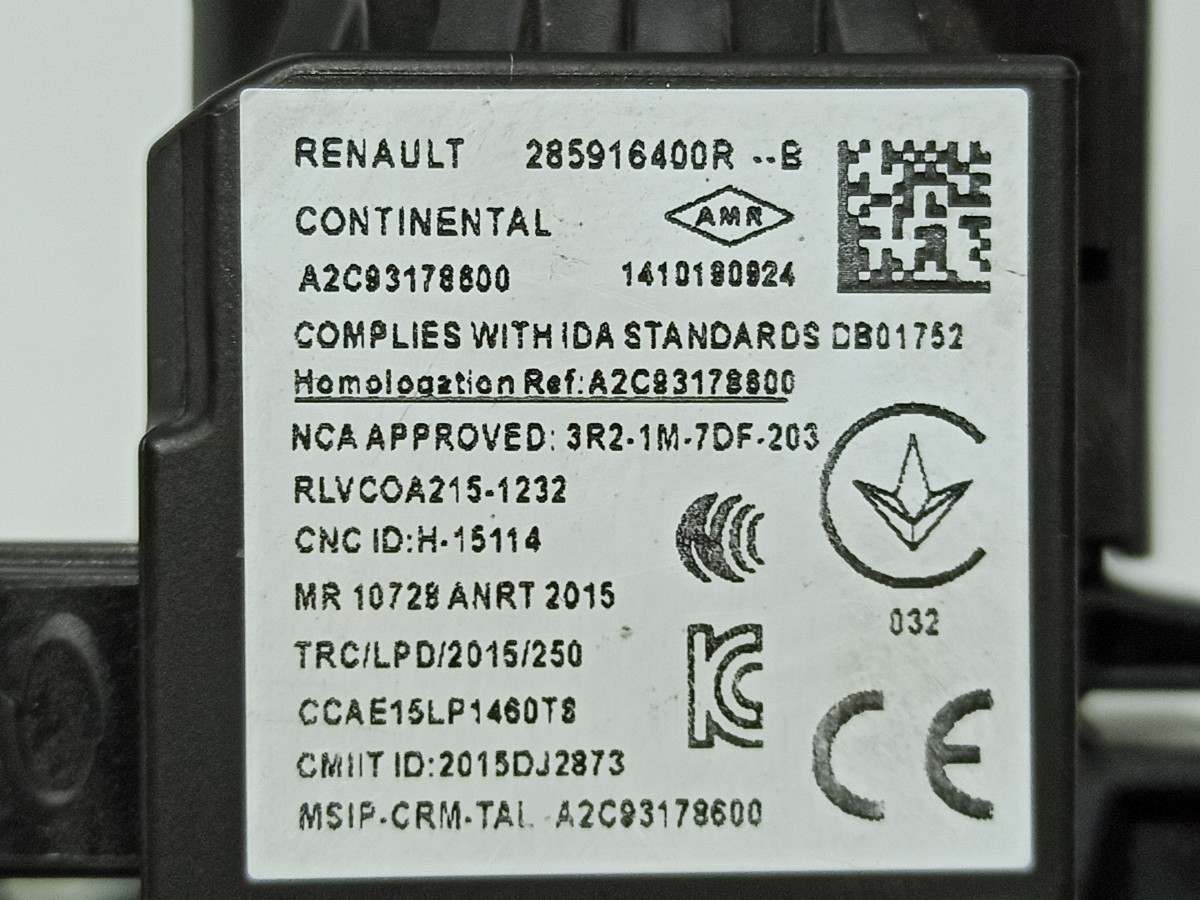 RENAULT 285916400R --B
CONTINENTAL AMR
A2C93178600 1410190924
COMPLIES WITH IDA STANDARDS DB01752
Homologation Ref:A2C93178600
NCA APPROVED: 3R2-1M-7DF-203
RLVCOA215-1232
CNC ID:H-15114
MR 10728 ANRT 2015
032
TRC/LPD/2015/250
CCAE15LP1460T8
CE
CMIIT ID:2015DJ2873
MSIP-CRM-TAL A2C93178600